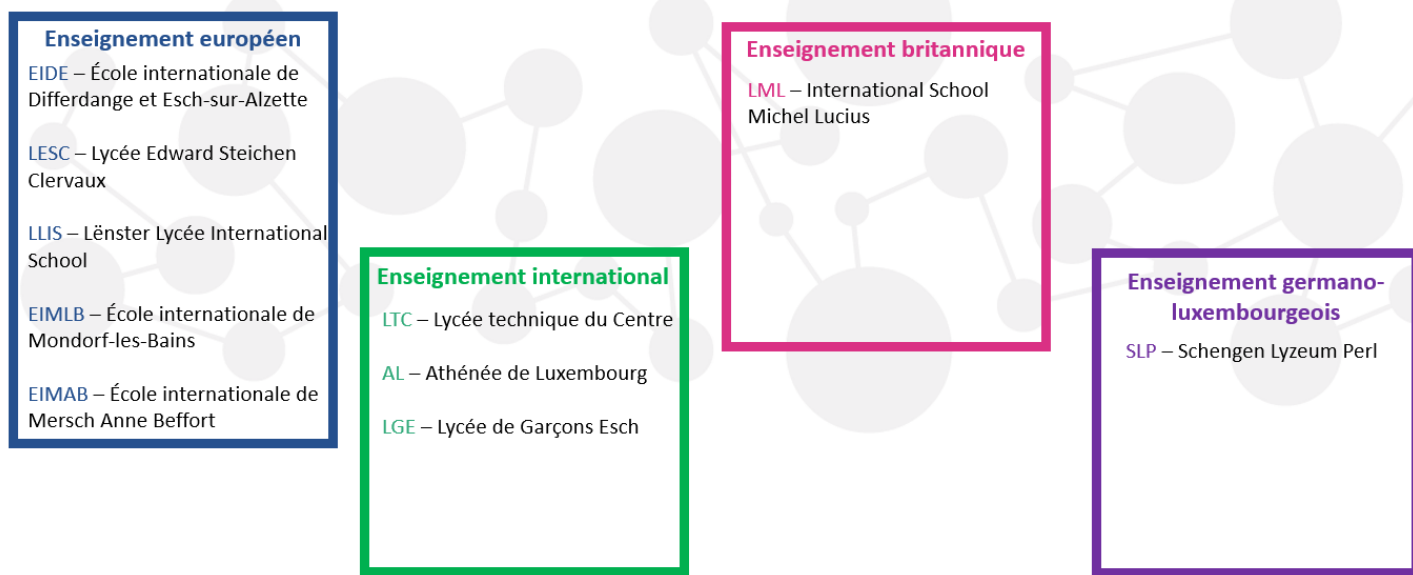 Enseignement européen
EIDE – École internationale de
Differdange et Esch-sur-Alzette
LESC – Lycée Edward Steichen
Clervaux
LLIS – Lënster Lycée International
School
EIMLB – École internationale de
Mondorf-les-Bains
EIMAB – École internationale de
Mersch Anne Beffort
Enseignement international
LTC – Lycée technique du Centre
AL – Athénée de Luxembourg
LGE – Lycée de Garçons Esch
Enseignement britannique
LML – International School
Michel Lucius
Enseignement germano-
luxembourgeois
SLP – Schengen Lyzeum Perl